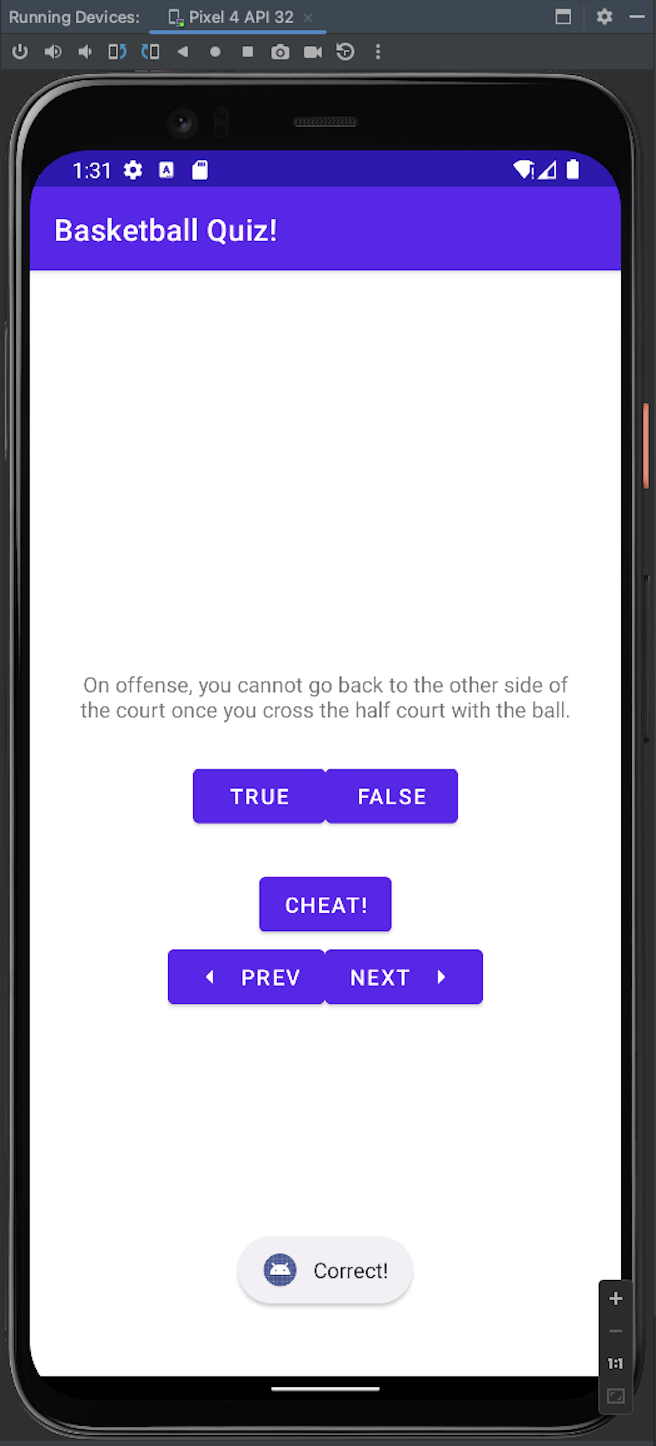 Running Devices: Pixel 4 API 32
1:31
Basketball Quiz!
On offense, you cannot go back to the other side of
the court once you cross the half court with the ball.
TRUE FALSE
CHEAT!
PREV NEXT
Correct!
1:1